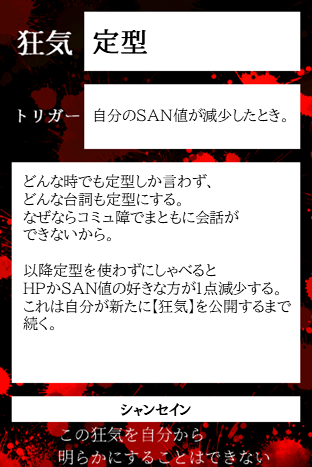 狂気 定型
トリガー 自分のSAN値が減少したとき。
どんな時でも定型しか言わず、
どんな台詞も定型にする。
なぜならコミュ障でまともに会話が
できないから。
以降定型を使わずにしゃべると
HPかSAN値の好きな方が1点減少する。
これは自分が新たに【狂気】を公開するまで
続く。
シャンセイン
この狂気を自分から
明らかにすることはできない